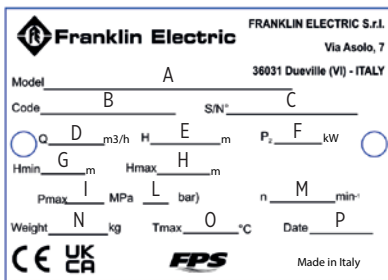 Franklin Electric
FRANKLIN ELECTRIC S.r.l.
Via Asolo, 7
36031 Dueville (VI) - ITALY
Model A
Code B S/N° C
Q D m3/h H E m P₂ F kW
Hmin G m Hmax H m
Pmax I MPa L bar) n M min⁻¹
Weight N kg Tmax O °C Date P
CE UK CA FPS Made in Italy